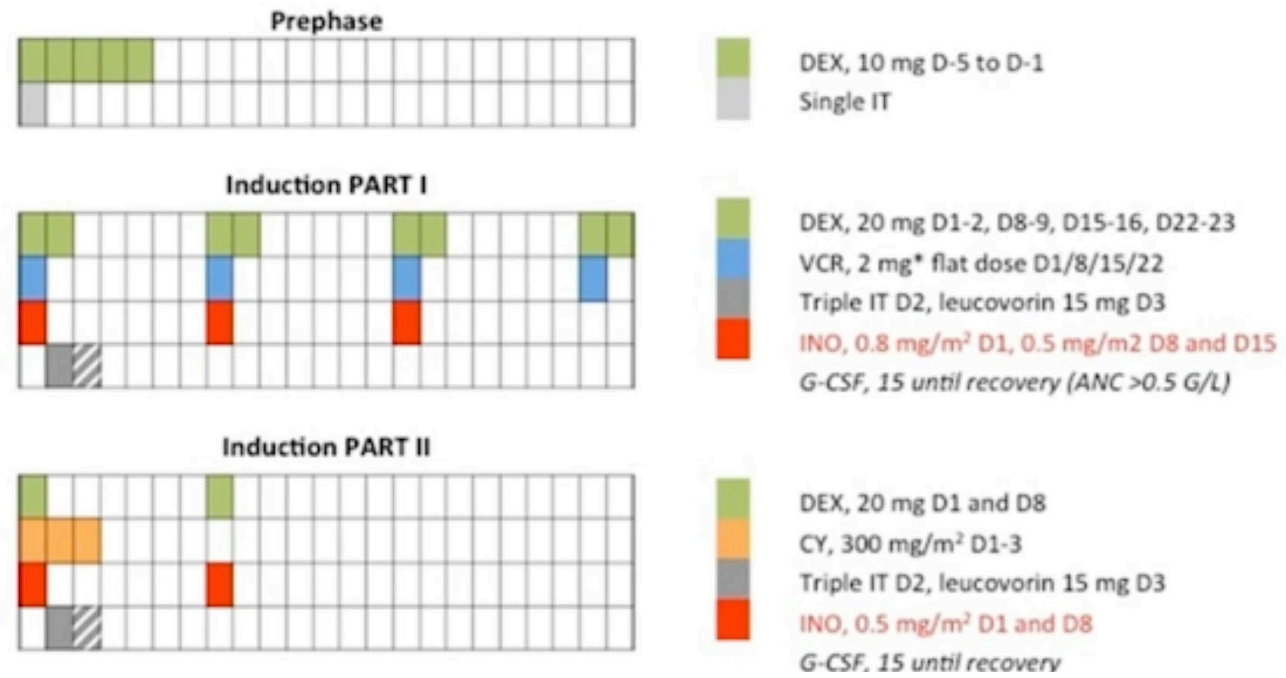 Prephase
DEX, 10 mg D-5 to D-1
Single IT
Induction PART I
DEX, 20 mg D1-2, D8-9, D15-16, D22-23
VCR, 2 mg* flat dose D1/8/15/22
Triple IT D2, leucovorin 15 mg D3
INO, 0.8 mg/m² D1, 0.5 mg/m2 D8 and D15
G-CSF, 15 until recovery (ANC >0.5 G/L)
Induction PART II
DEX, 20 mg D1 and D8
CY, 300 mg/m² D1-3
Triple IT D2, leucovorin 15 mg D3
INO, 0.5 mg/m² D1 and D8
G-CSF, 15 until recovery